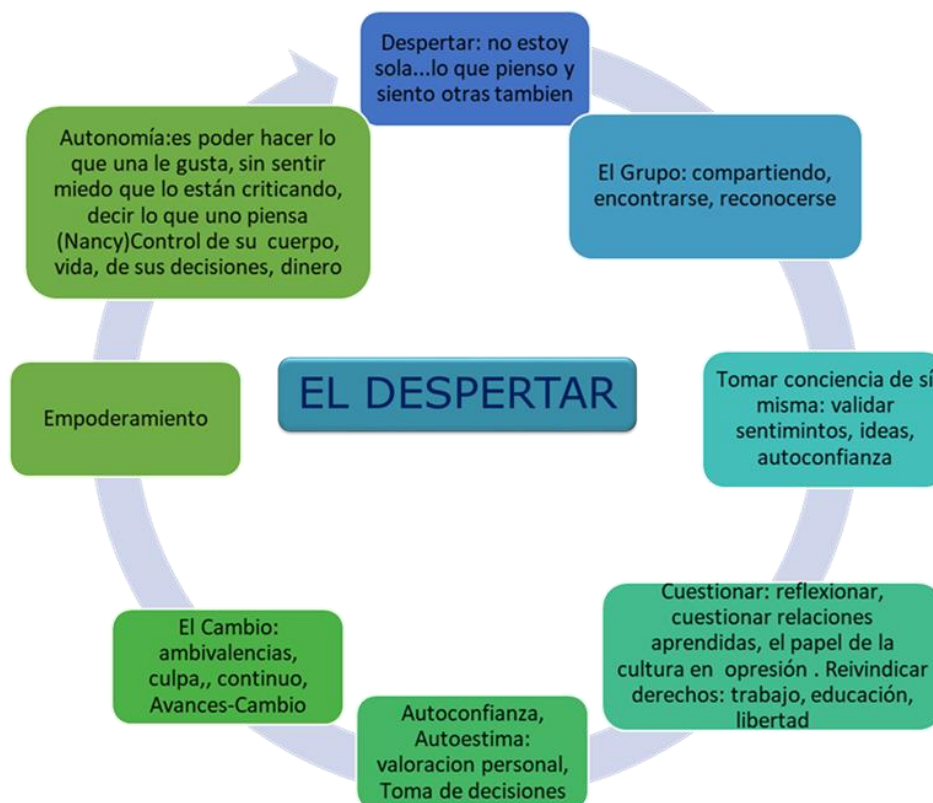 Despertar: no estoy
sola...lo que pienso y
siento otras tambien
El Grupo: compartiendo,
encontrarse, reconocerse
Tomar conciencia de sí
misma: validar
sentimintos, ideas,
autoconfianza
Cuestionar: reflexionar,
cuestionar relaciones
aprendidas, el papel de la
cultura en opresión . Reivindicar
derechos: trabajo, educación,
libertad
Autoconfianza,
Autoestima:
valoracion personal,
Toma de decisiones
El Cambio:
ambivalencias,
culpa,, continuo,
Avances-Cambio
Empoderamiento
Autonomía:es poder hacer lo
que una le gusta, sin sentir
miedo que lo están criticando,
decir lo que uno piensa
(Nancy)Control de su cuerpo,
vida, de sus decisiones, dinero
EL DESPERTAR